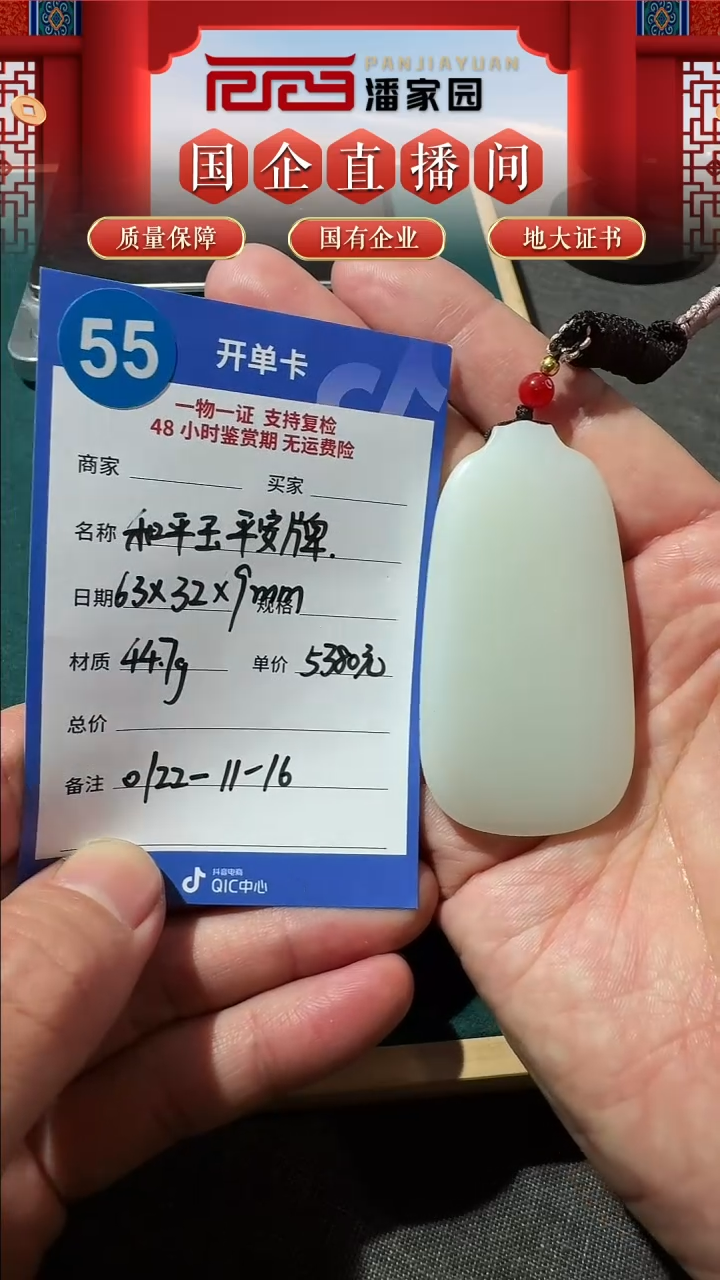 PANJIAYUAN
潘家园
国企直播间
质量保障 国有企业 地大证书
55 开单卡
一物一证 支持复检
48 小时鉴赏期 无运费险
商家 买家
名称 和平玉平安牌.
日期 63×32×9mm 规格
材质 44.7g 单价 5380元
总价
备注 0122-11-16
抖音电商
QIC中心